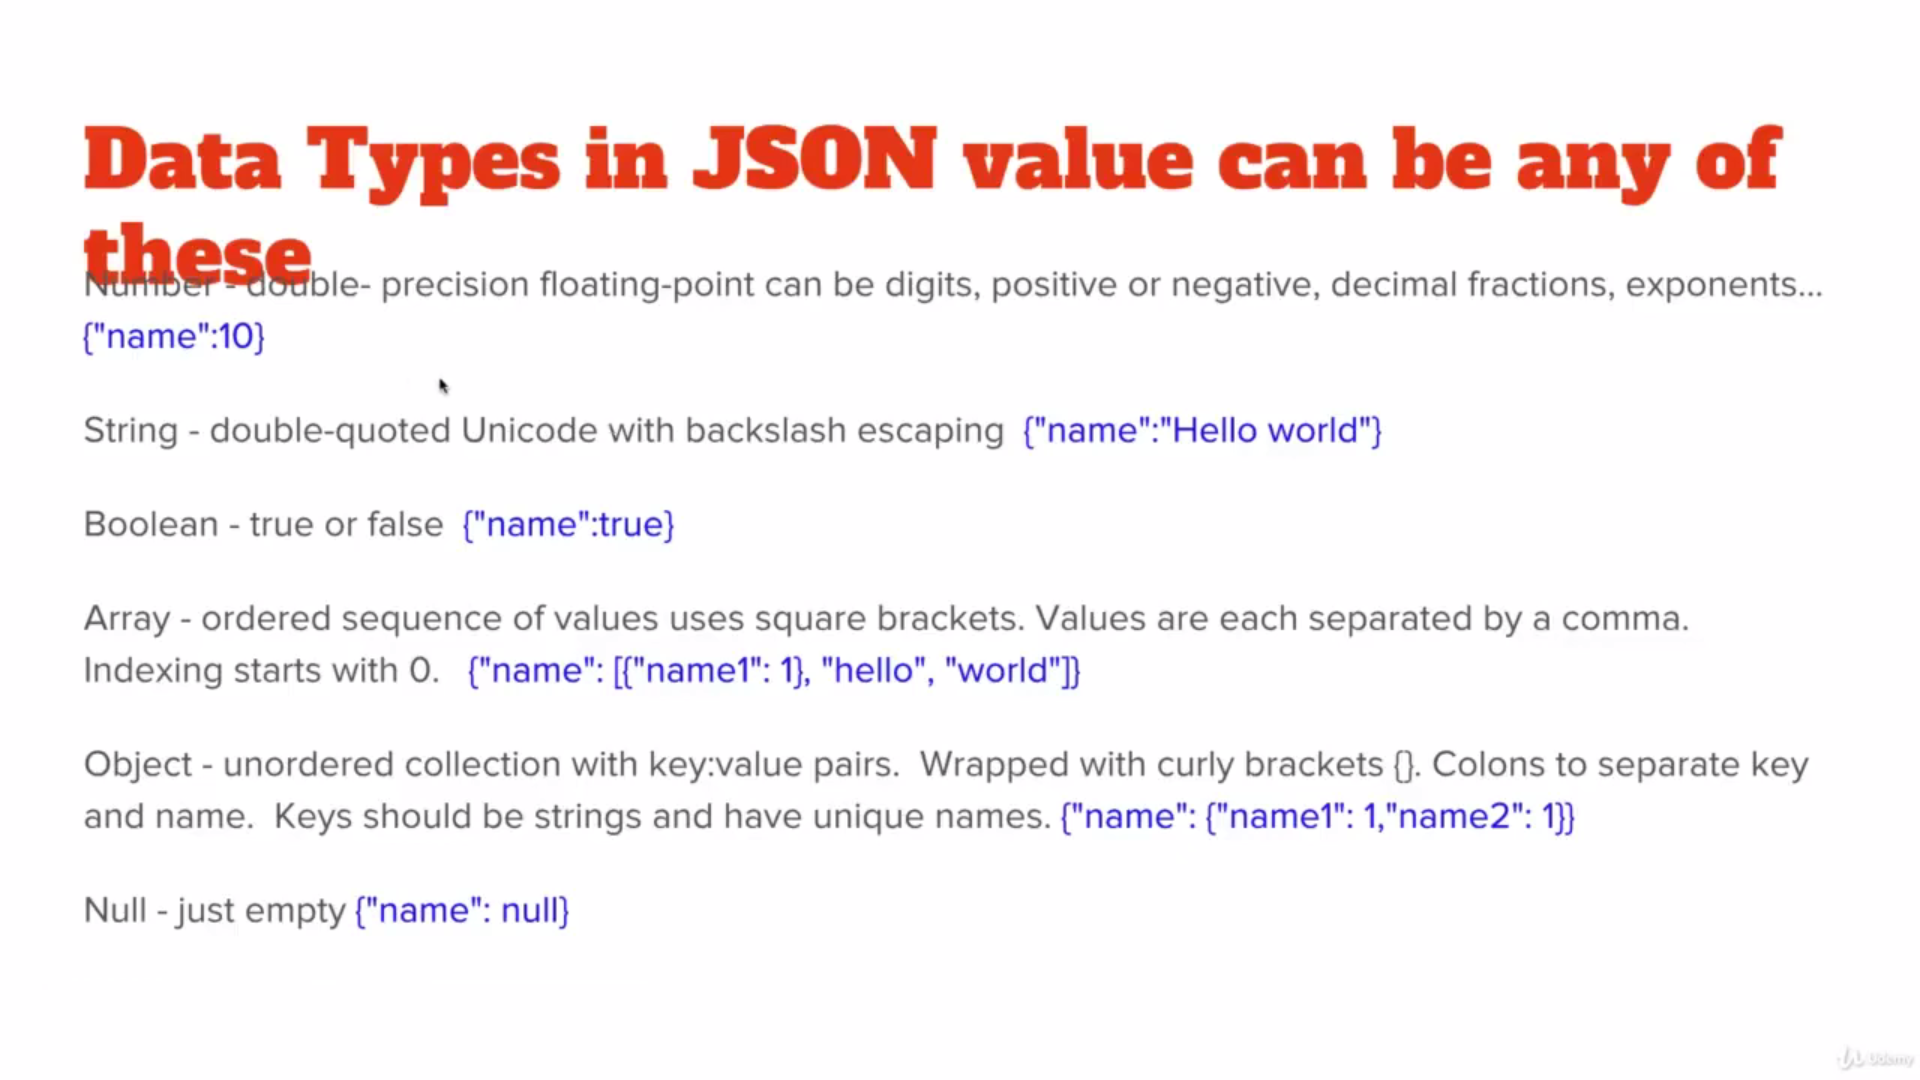 Data Types in JSON value can be any of
these
Number - double- precision floating-point can be digits, positive or negative, decimal fractions, exponents...
{"name":10}
String - double-quoted Unicode with backslash escaping {"name":"Hello world"}
Boolean - true or false {"name":true}
Array - ordered sequence of values uses square brackets. Values are each separated by a comma.
Indexing starts with 0. {"name": [{"name1": 1}, "hello", "world"]}
Object - unordered collection with key:value pairs. Wrapped with curly brackets {}. Colons to separate key
and name. Keys should be strings and have unique names. {"name": {"name1": 1,"name2": 1}}
Null - just empty {"name": null}
Udemy